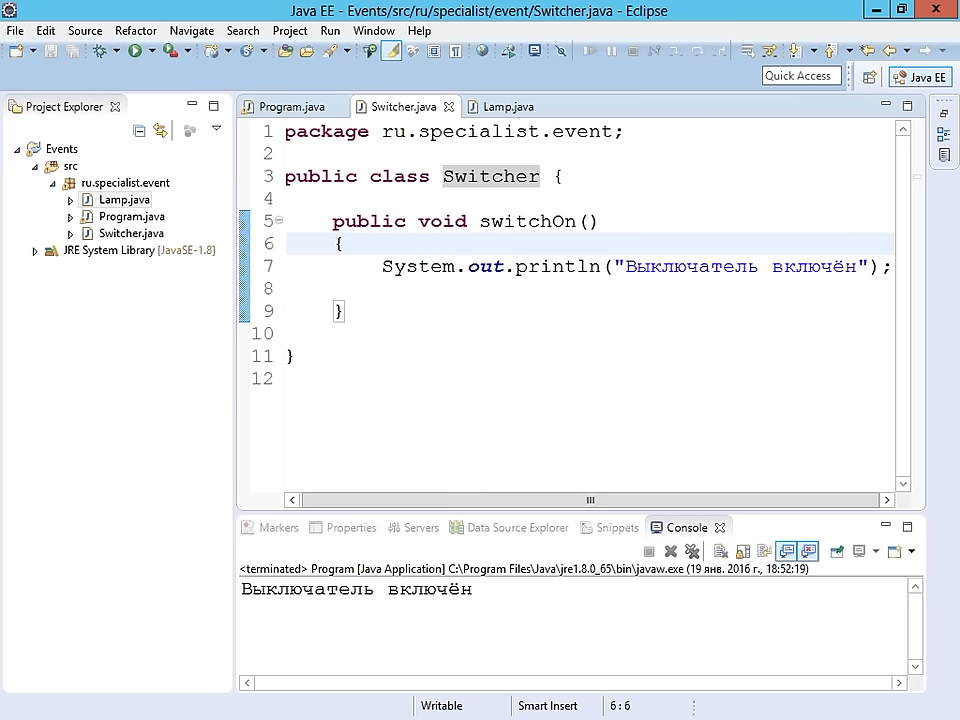 Java EE - Events/src/ru/specialist/event/Switcher.java - Eclipse
File Edit Source Refactor Navigate Search Project Run Window Help
Quick Access Java EE
Project Explorer
Events
src
ru.specialist.event
Lamp.java
Program.java
Switcher.java
JRE System Library [JavaSE-1.8]
Program.java Switcher.java Lamp.java
1 package ru.specialist.event;
2
3 public class Switcher {
4
5 public void switchOn()
6 {
7 System.out.println("Выключатель включён");
8
9 }
10
11 }
12
Markers Properties Servers Data Source Explorer Snippets Console
<terminated> Program [Java Application] C:\Program Files\Java\jre1.8.0_65\bin\javaw.exe (19 янв. 2016 г., 18:52:19)
Выключатель включён
Writable Smart Insert 6 : 6